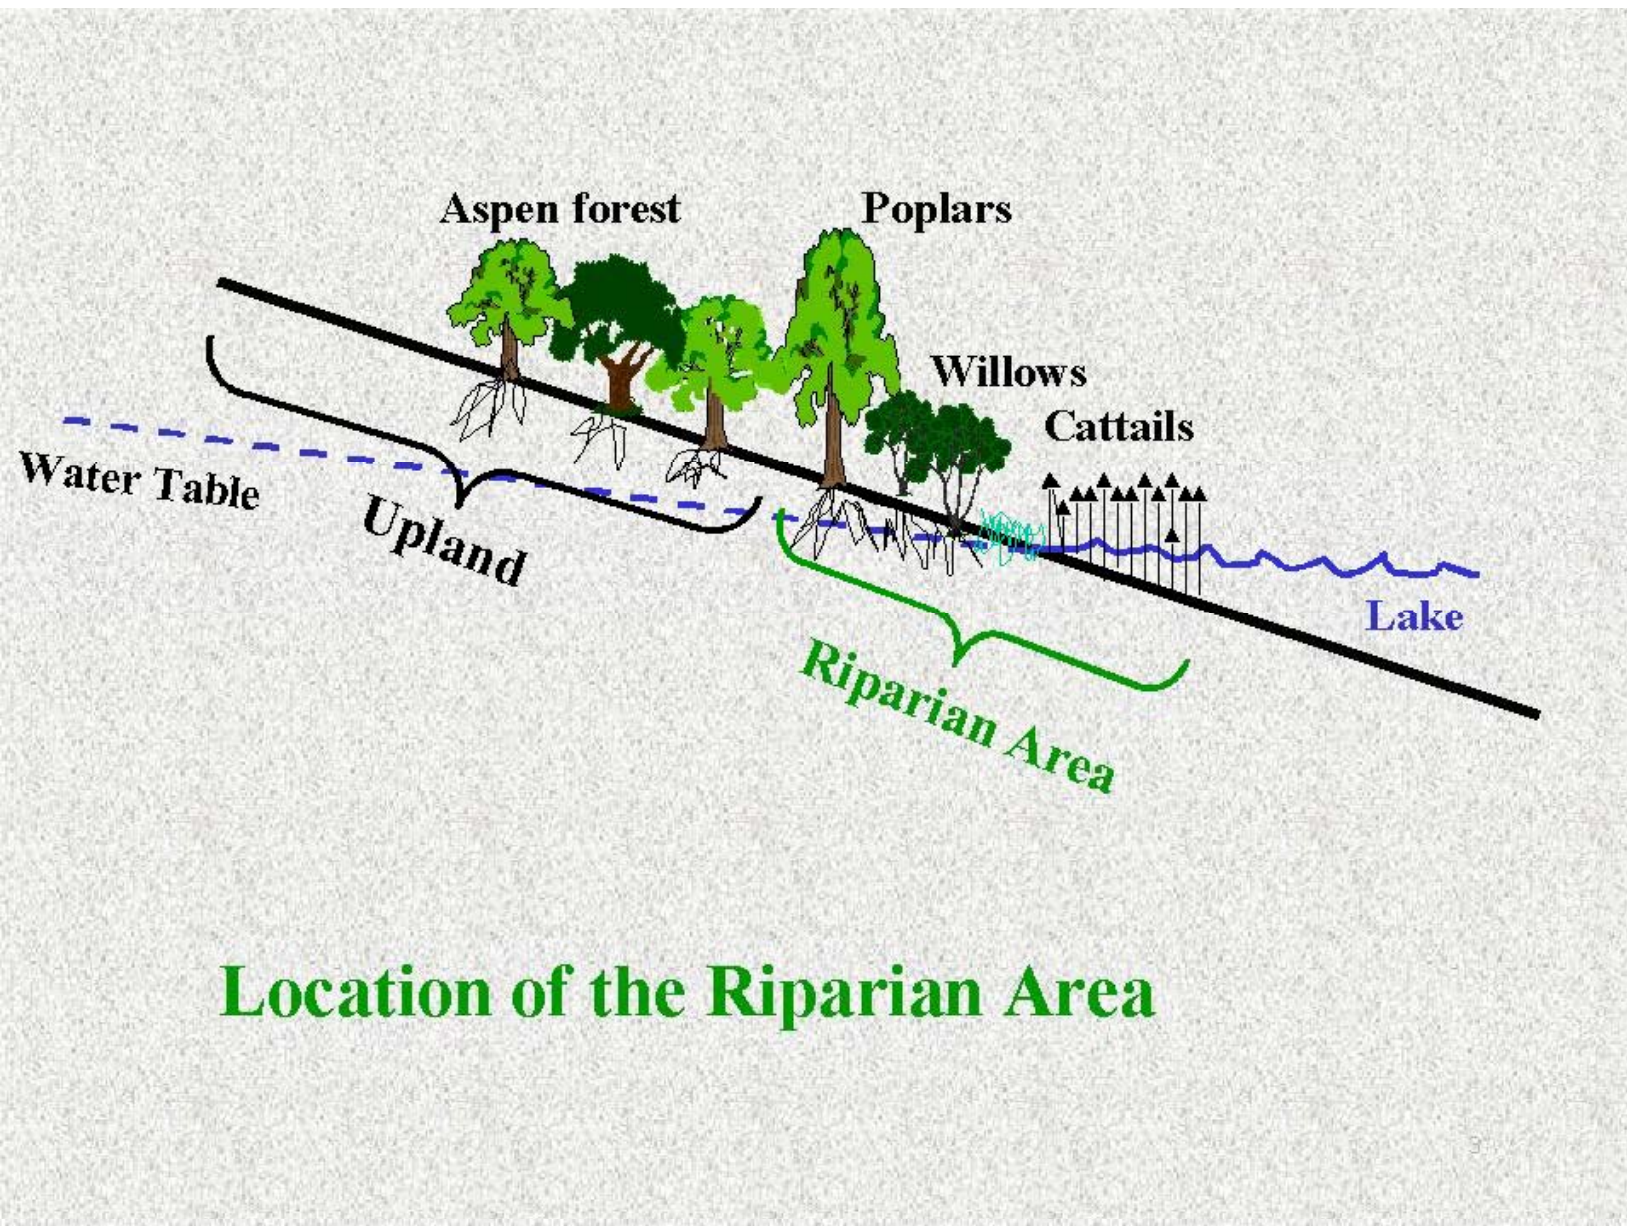 Aspen forest
Poplars
Willows
Cattails
Water Table
Upland
Lake
Riparian Area
Location of the Riparian Area